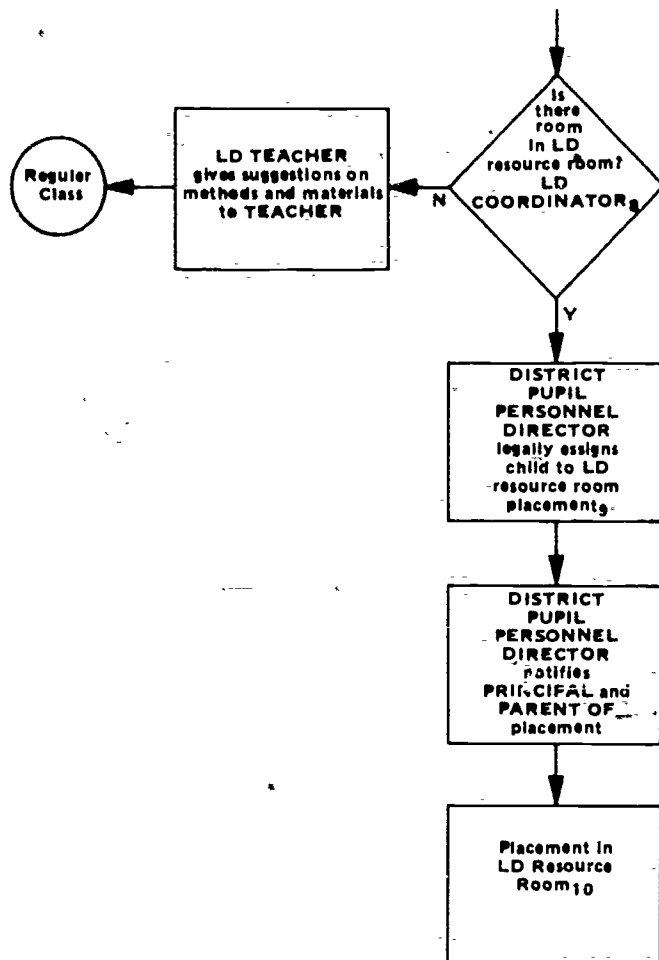 Is
there
room
in LD
resource room?
LD
COORDINATOR8
N
Y
LD TEACHER
gives suggestions on
methods and materials
to TEACHER
Regular
Class
DISTRICT
PUPIL
PERSONNEL
DIRECTOR
legally assigns
child to LD
resource room
placement9
DISTRICT
PUPIL
PERSONNEL
DIRECTOR
notifies
PRINCIPAL and
PARENT OF
placement
Placement in
LD Resource
Room10